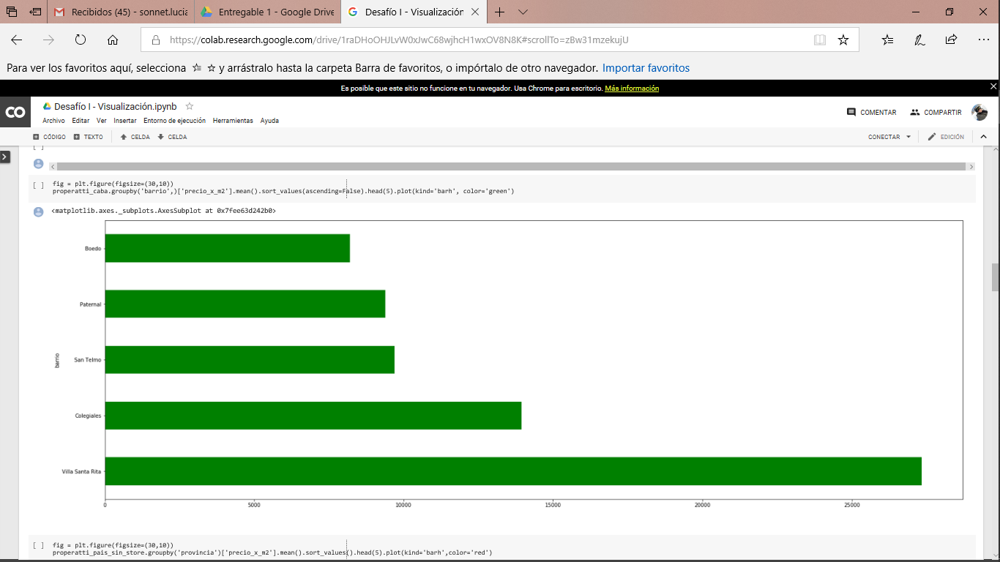 Recibidos (45) - sonnet.lucia
Entregable 1 - Google Drive
Desafío I - Visualización
https://colab.research.google.com/drive/1raDHoOHJLvW0xJwC68wjhcH1wxOV8N8K#scrollTo=zBw31mzekujU
Para ver los favoritos aquí, selecciona y arrástralo hasta la carpeta Barra de favoritos, o impórtalo de otro navegador. Importar favoritos
Es posible que este sitio no funcione en tu navegador. Usa Chrome para escritorio. Más información
CO
Desafío I - Visualización.ipynb
Archivo Editar Ver Insertar Entorno de ejecución Herramientas Ayuda
COMENTAR COMPARTIR
CÓDIGO TEXTO CELDA CELDA
CONECTAR EDICIÓN
[ ]
[ ] fig = plt.figure(figsize=(30,10))
properatti_caba.groupby('barrio',)['precio_x_m2'].mean().sort_values(ascending=False).head(5).plot(kind='barh', color='green')
<matplotlib.axes._subplots.AxesSubplot at 0x7fee63d242b0>
Boedo
Paternal
San Telmo
barrio
Colegiales
Villa Santa Rita
0 5000 10000 15000 20000 25000
[ ] fig = plt.figure(figsize=(30,10))
properatti_pais_sin_store.groupby('provincia')['precio_x_m2'].mean().sort_values().head(5).plot(kind='barh',color='red')